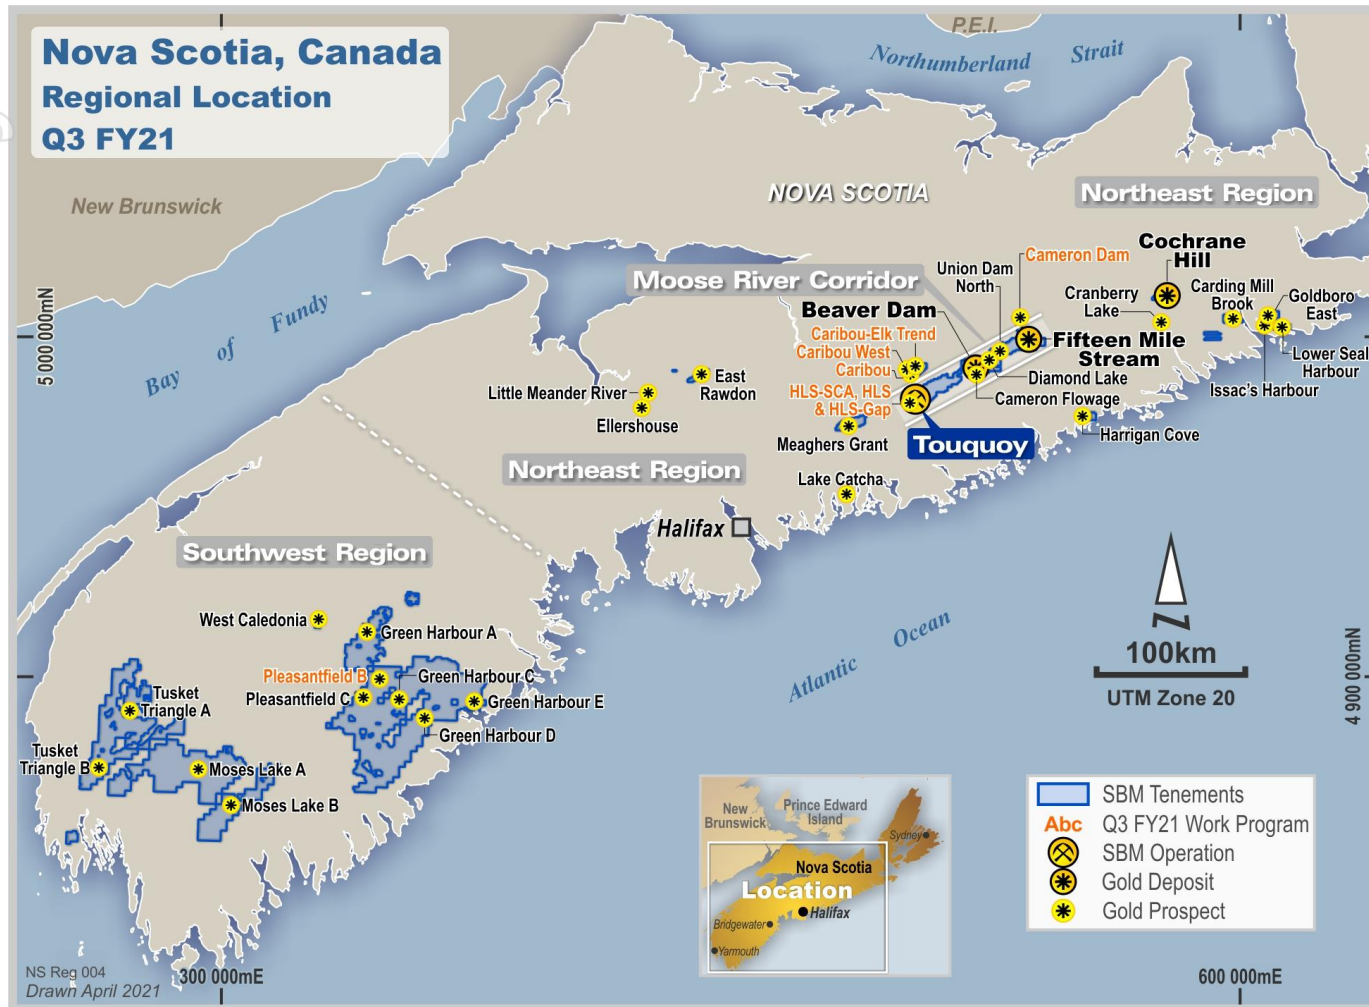 Nova Scotia, Canada
Regional Location
Q3 FY21
P.E.I.
Northumberland Strait
New Brunswick
NOVA SCOTIA
Northeast Region
Cochrane
Hill
Cameron Dam
Union Dam
North
Moose River Corridor
Cranberry
Lake
Carding Mill
Brook
Goldboro
East
Beaver Dam
Bay of Fundy
5 000 000mN
Caribou-Elk Trend
Caribou West
Caribou
Fifteen Mile
Stream
Lower Seal
Harbour
Issac's Harbour
Diamond Lake
Cameron Flowage
HLS-SCA, HLS
& HLS-Gap
East
Rawdon
Little Meander River
Ellershouse
Meaghers Grant
Touquoy
Harrigan Cove
Northeast Region
Lake Catcha
Halifax
Southwest Region
West Caledonia
Green Harbour A
Pleasantfield B
Green Harbour C
Pleasantfield C
Green Harbour E
Green Harbour D
Tusket
Triangle A
Tusket
Triangle B
Moses Lake A
Moses Lake B
Atlantic Ocean
N
100km
UTM Zone 20
4 900 000mN
New
Brunswick
Prince Edward
Island
Sydney
Nova Scotia
Location
Halifax
Bridgewater
Yarmouth
SBM Tenements
Abc Q3 FY21 Work Program
SBM Operation
Gold Deposit
Gold Prospect
NS Reg 004
Drawn April 2021
300 000mE
600 000mE